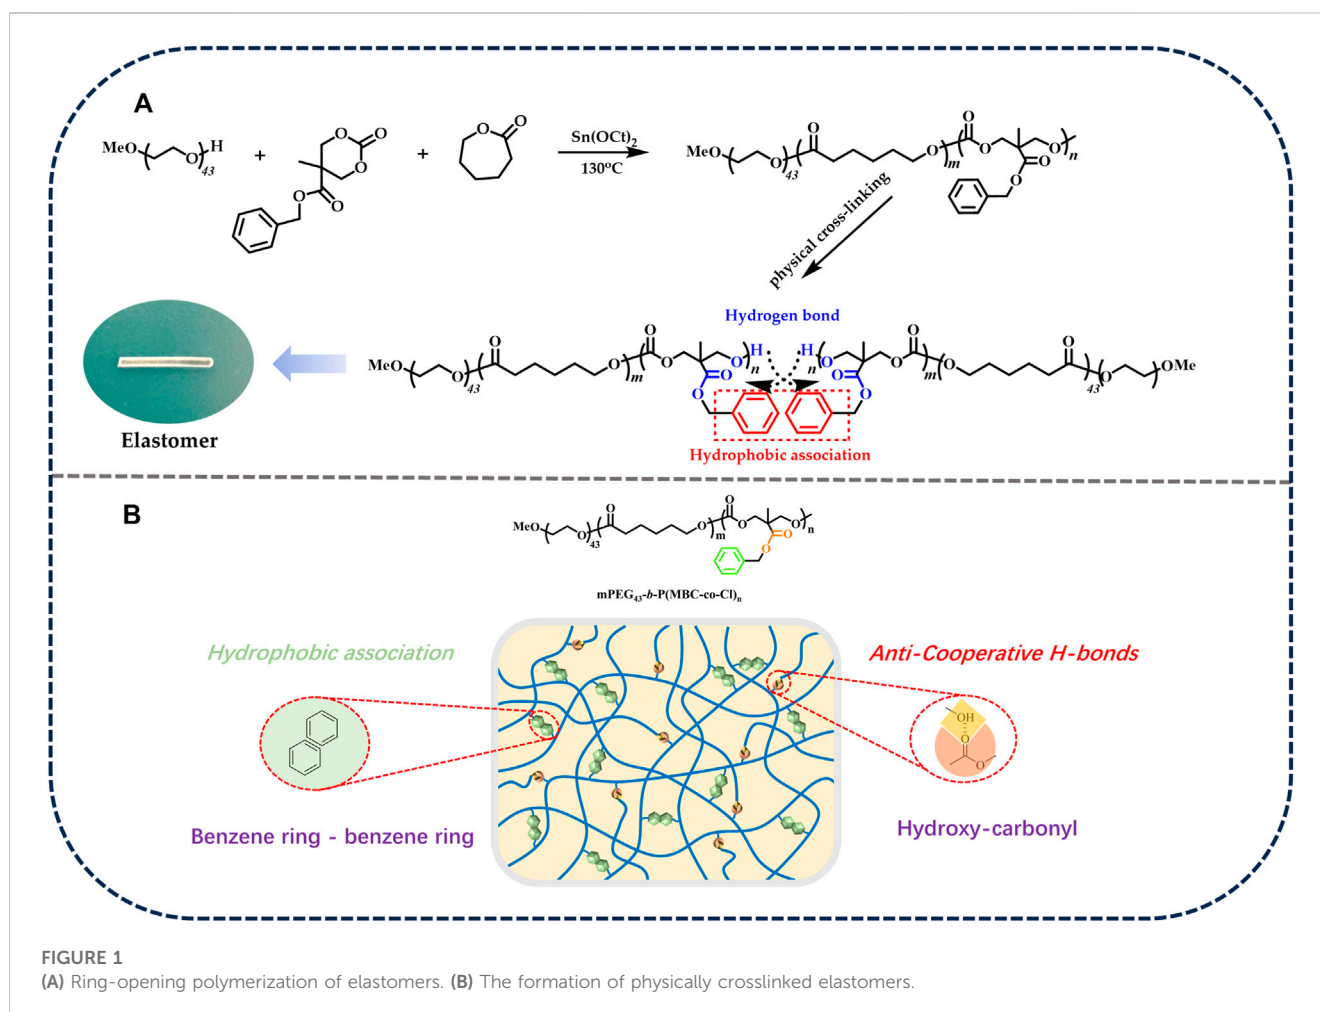 A
MeO
O
H
43
+
O
O
O
O
O
+
O
O
Sn(OCt)2
130°C
MeO
O
43
O
O
m
O
O
O
n
O
O
physical cross-linking
Hydrogen bond
MeO
O
43
O
O
m
O
O
O
H
n
O
O
H
O
n
O
O
O
O
m
O
O
O
43
OMe
Hydrophobic association
Elastomer
B
MeO
O
43
O
O
m
O
O
O
n
O
O
mPEG43-b-P(MBC-co-Cl)n
Hydrophobic association
Anti-Cooperative H-bonds
OH
O
O
Benzene ring - benzene ring
Hydroxy-carbonyl
FIGURE 1
(A) Ring-opening polymerization of elastomers. (B) The formation of physically crosslinked elastomers.